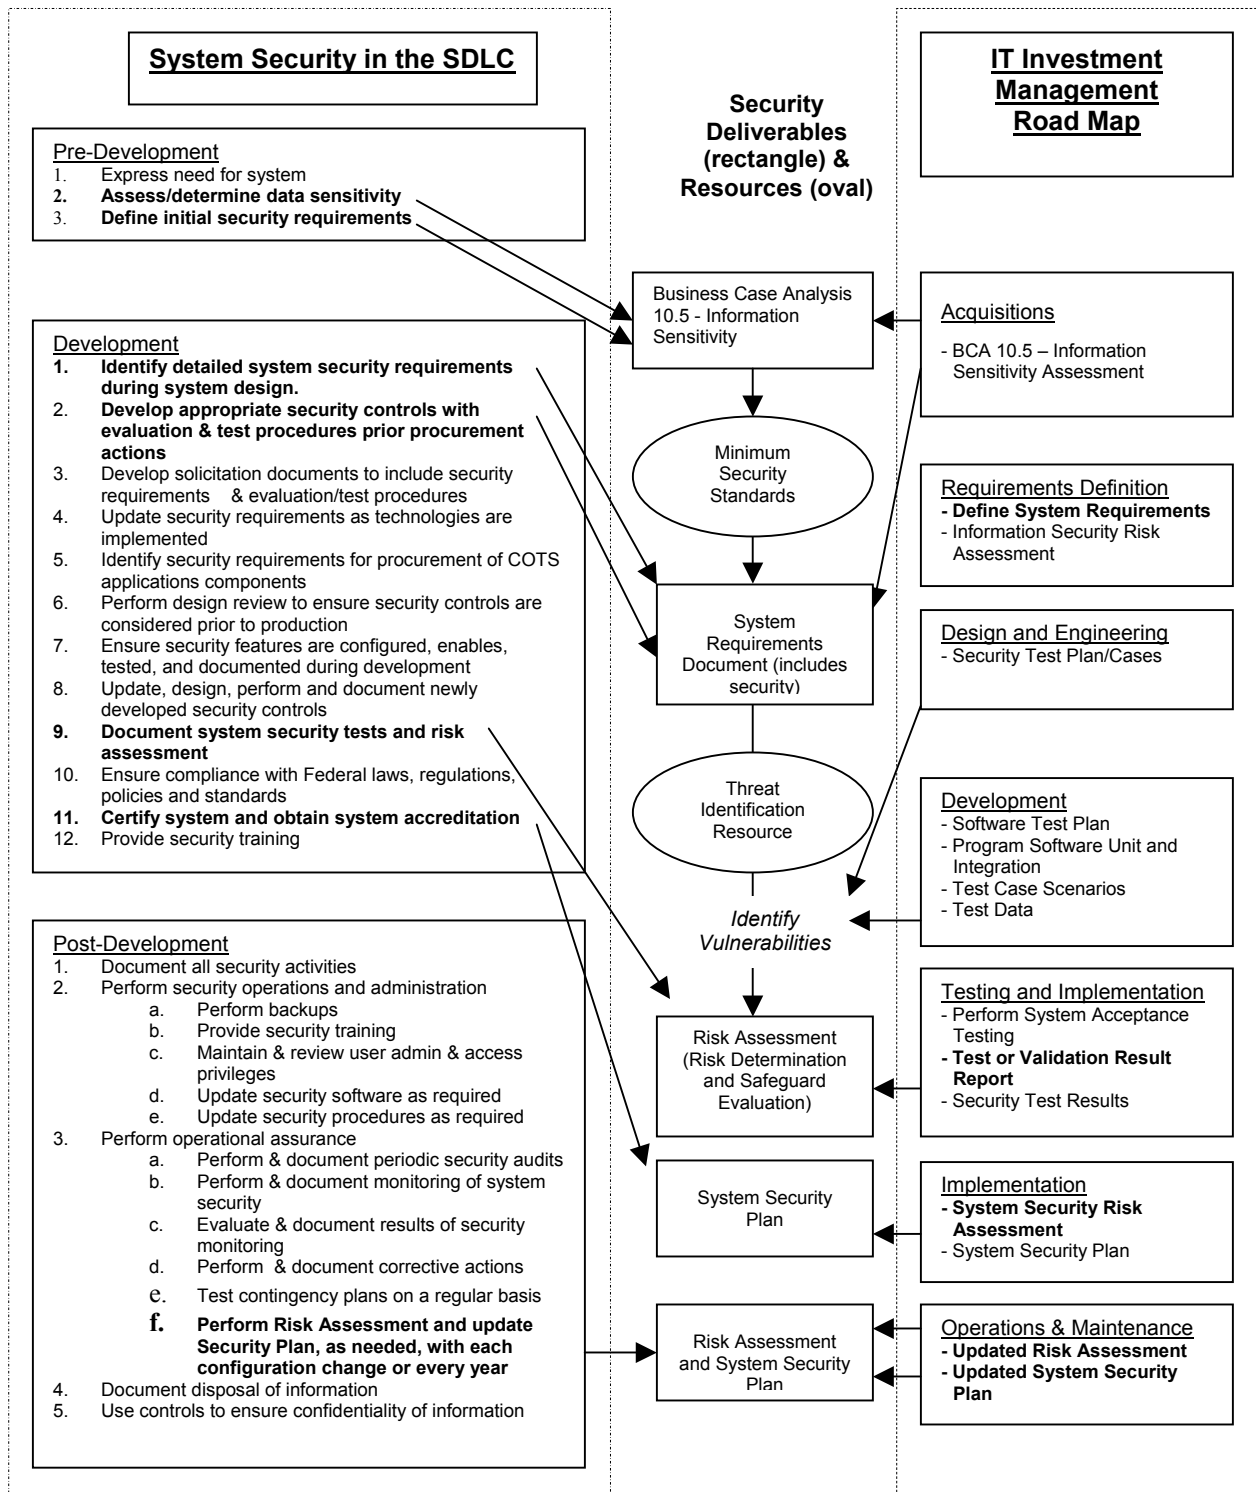 System Security in the SDLC
Pre-Development
1. Express need for system
2. Assess/determine data sensitivity
3. Define initial security requirements
Development
1. Identify detailed system security requirements
during system design.
2. Develop appropriate security controls with
evaluation & test procedures prior procurement
actions
3. Develop solicitation documents to include security
requirements & evaluation/test procedures
4. Update security requirements as technologies are
implemented
5. Identify security requirements for procurement of COTS
applications components
6. Perform design review to ensure security controls are
considered prior to production
7. Ensure security features are configured, enables,
tested, and documented during development
8. Update, design, perform and document newly
developed security controls
9. Document system security tests and risk
assessment
10. Ensure compliance with Federal laws, regulations,
policies and standards
11. Certify system and obtain system accreditation
12. Provide security training
Post-Development
1. Document all security activities
2. Perform security operations and administration
a. Perform backups
b. Provide security training
c. Maintain & review user admin & access
privileges
d. Update security software as required
e. Update security procedures as required
3. Perform operational assurance
a. Perform & document periodic security audits
b. Perform & document monitoring of system
security
c. Evaluate & document results of security
monitoring
d. Perform & document corrective actions
e. Test contingency plans on a regular basis
f. Perform Risk Assessment and update
Security Plan, as needed, with each
configuration change or every year
4. Document disposal of information
5. Use controls to ensure confidentiality of information
Security
Deliverables
(rectangle) &
Resources (oval)
Business Case Analysis
10.5 - Information
Sensitivity
Minimum
Security
Standards
System
Requirements
Document (includes
security)
Threat
Identification
Resource
Identify
Vulnerabilities
Risk Assessment
(Risk Determination
and Safeguard
Evaluation)
System Security
Plan
Risk Assessment
and System Security
Plan
IT Investment
Management
Road Map
Acquisitions
- BCA 10.5 – Information
Sensitivity Assessment
Requirements Definition
- Define System Requirements
- Information Security Risk
Assessment
Design and Engineering
- Security Test Plan/Cases
Development
- Software Test Plan
- Program Software Unit and
Integration
- Test Case Scenarios
- Test Data
Testing and Implementation
- Perform System Acceptance
Testing
- Test or Validation Result
Report
- Security Test Results
Implementation
- System Security Risk
Assessment
- System Security Plan
Operations & Maintenance
- Updated Risk Assessment
- Updated System Security
Plan